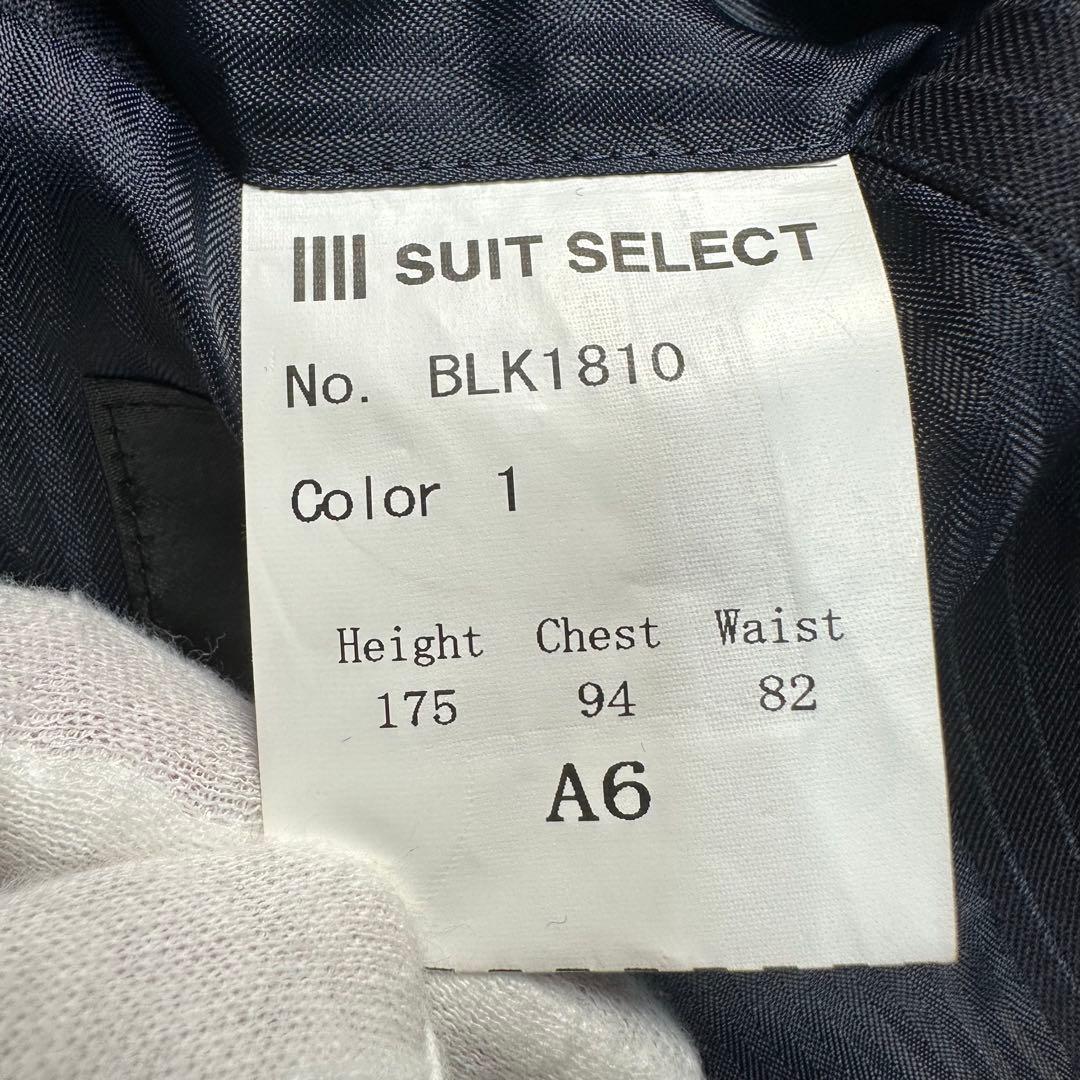 SUIT SELECT
No. BLK1810
Color 1
Height Chest Waist
175 94 82
A6